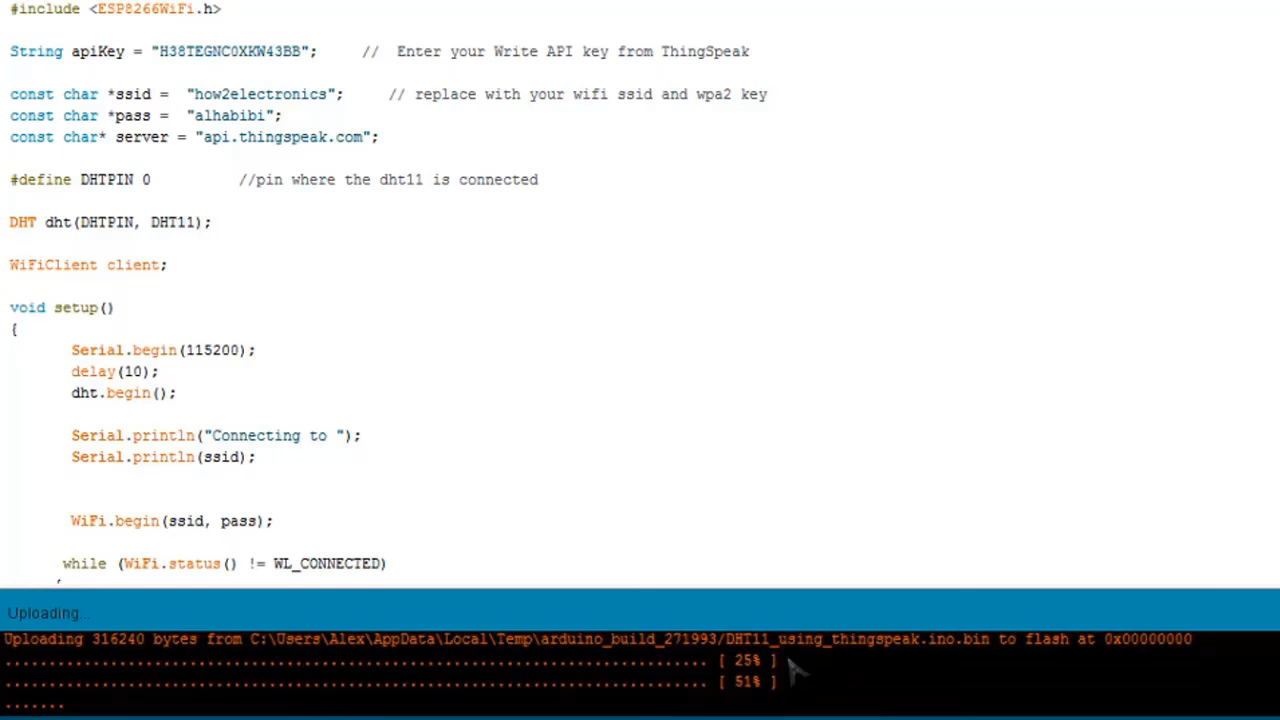 #include <ESP8266WiFi.h>
String apiKey = "H38TEGNC0XKW43BB";     //  Enter your Write API key from ThingSpeak
const char *ssid =  "how2electronics";     // replace with your wifi ssid and wpa2 key
const char *pass =  "alhabibi";
const char* server = "api.thingspeak.com";
#define DHTPIN 0          //pin where the dht11 is connected
DHT dht(DHTPIN, DHT11);
WiFiClient client;
void setup()
{
Serial.begin(115200);
delay(10);
dht.begin();
Serial.println("Connecting to ");
Serial.println(ssid);
WiFi.begin(ssid, pass);
while (WiFi.status() != WL_CONNECTED)
Uploading...
Uploading 316240 bytes from C:\Users\Alex\AppData\Local\Temp\arduino_build_271993/DHT11_using_thingspeak.ino.bin to flash at 0x00000000
................................................................................ [ 25% ]
................................................................................ [ 51% ]
.......